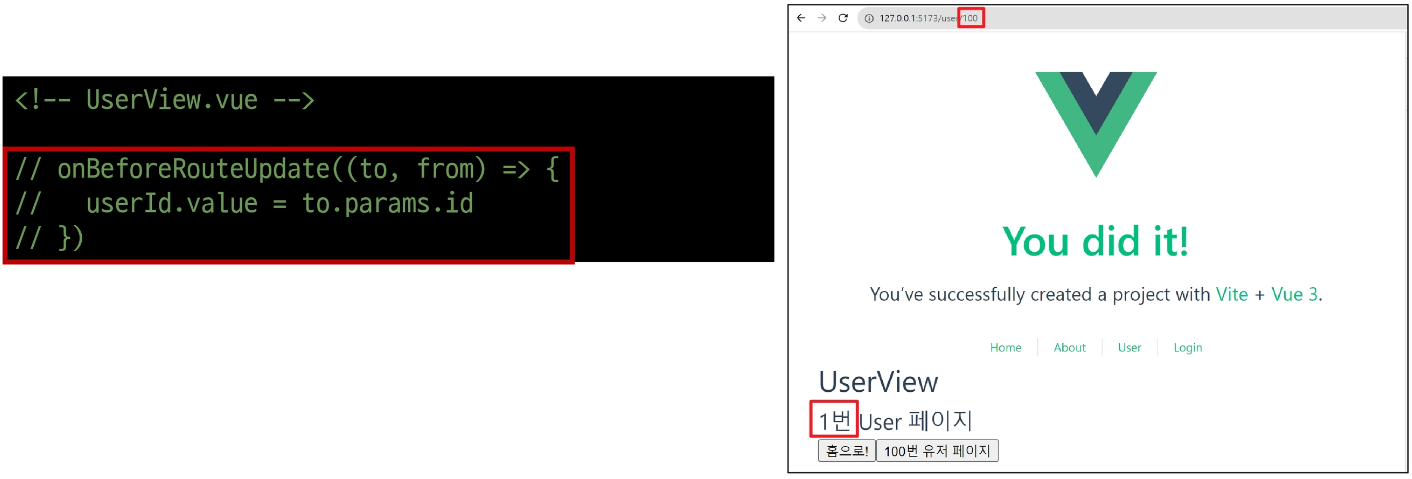 <!-- UserView.vue -->
// onBeforeRouteUpdate((to, from) => {
//   userId.value = to.params.id
// })
127.0.0.1:5173/user/100
You did it!
You've successfully created a project with Vite + Vue 3.
Home About User Login
UserView
1번 User 페이지
홈으로! 100번 유저 페이지